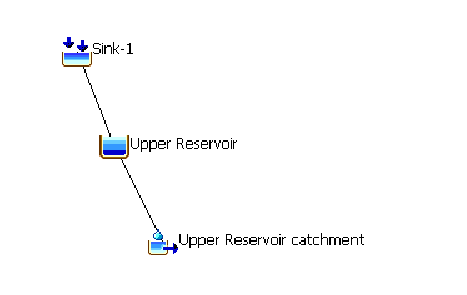 Sink-1
Upper Reservoir
Upper Reservoir catchment